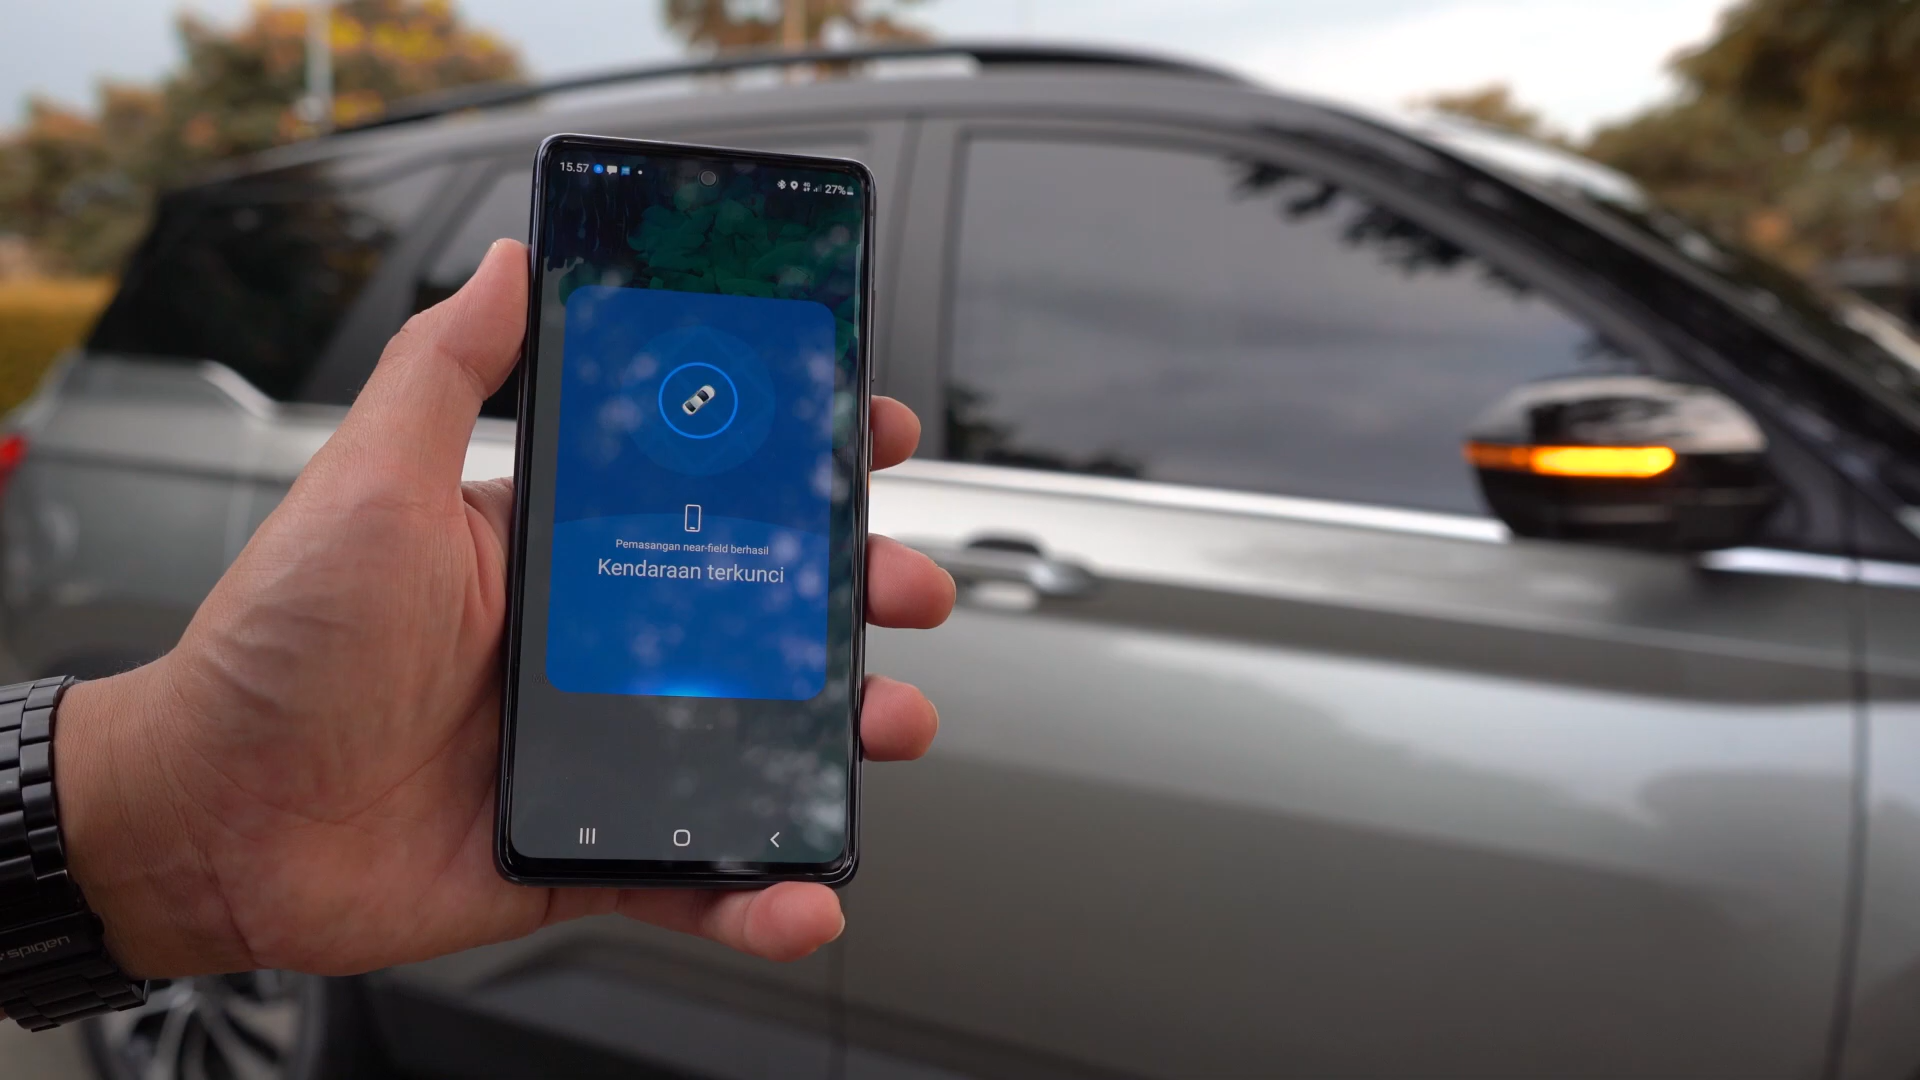 15.57
27%
Pemasangan near-field berhasil
Kendaraan terkunci
spigen